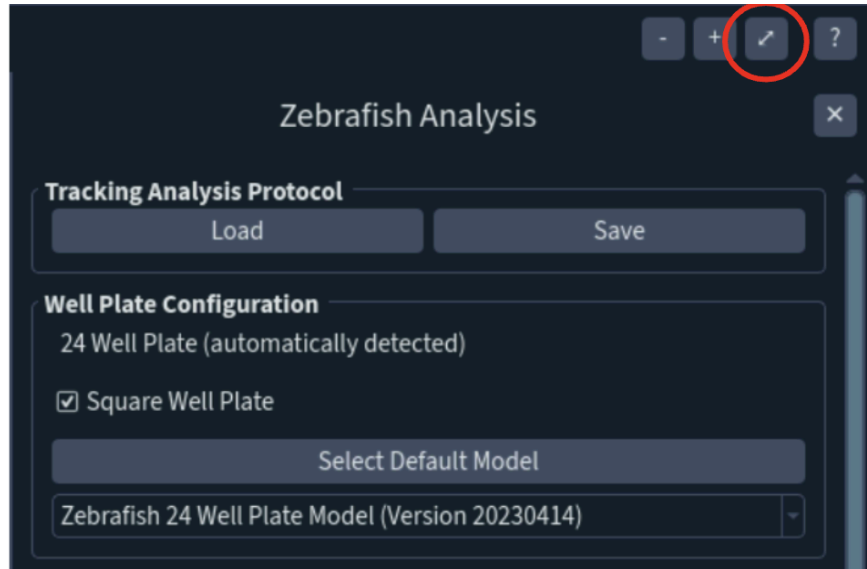 - + ⤢ ?
Zebrafish Analysis ×
Tracking Analysis Protocol
Load Save
Well Plate Configuration
24 Well Plate (automatically detected)
Square Well Plate
Select Default Model
Zebrafish 24 Well Plate Model (Version 20230414)